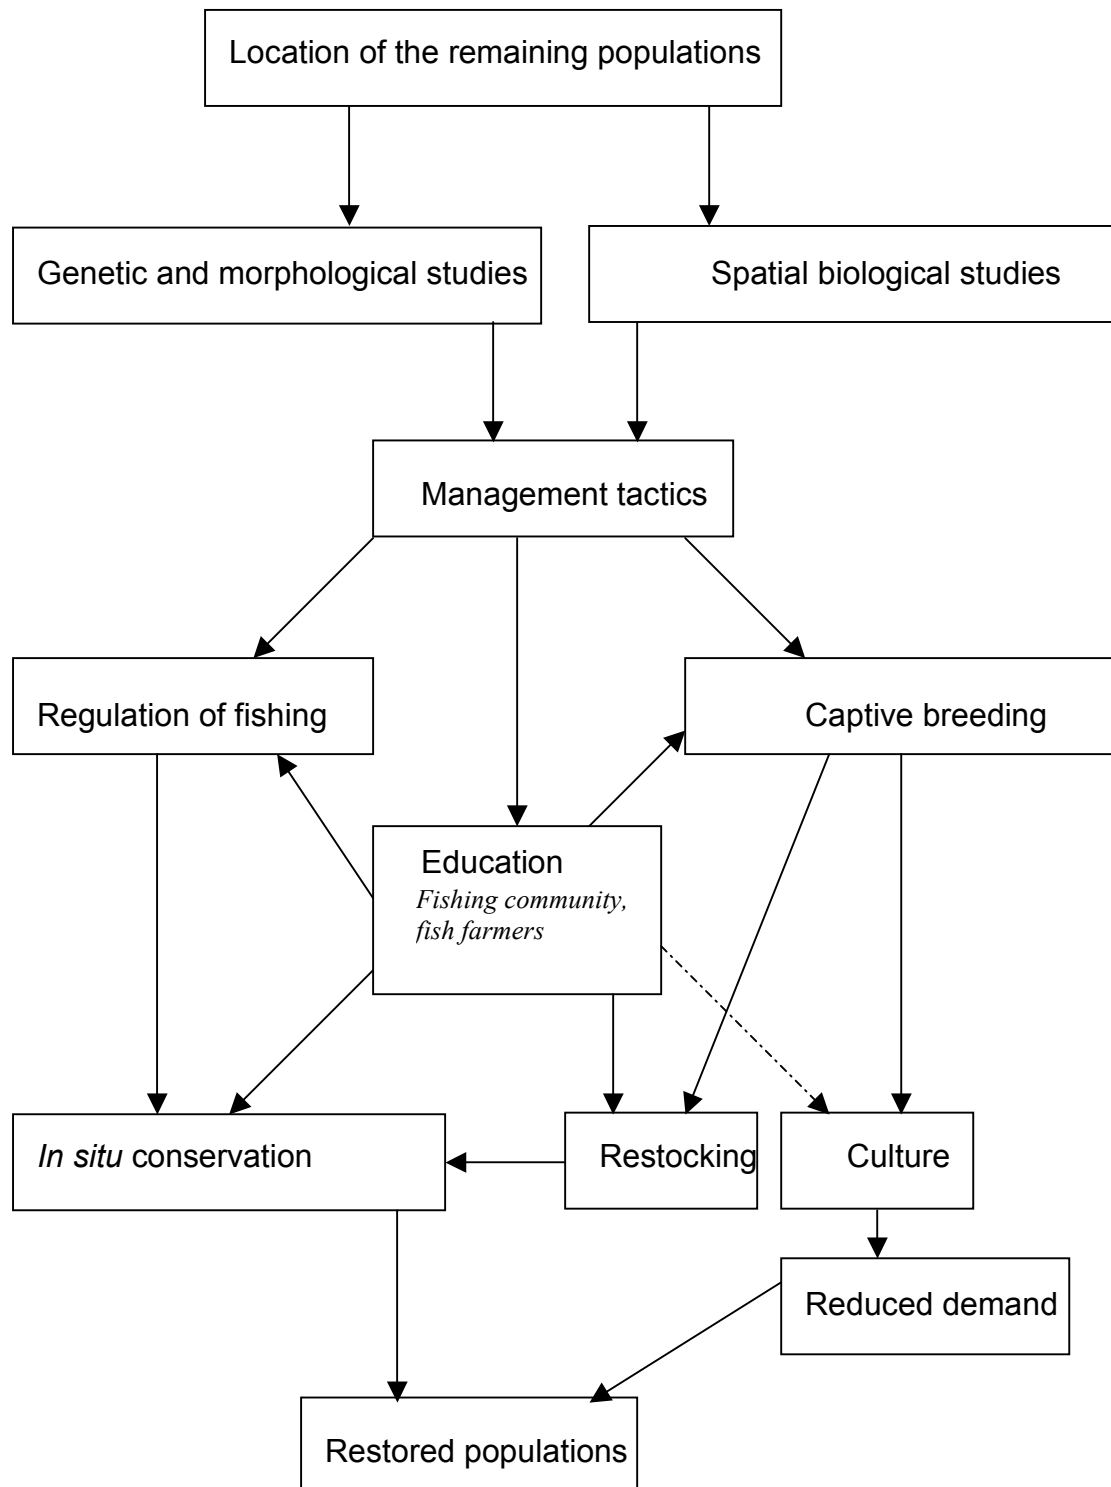 Location of the remaining populations
Genetic and morphological studies
Spatial biological studies
Management tactics
Regulation of fishing
Captive breeding
Education
Fishing community,
fish farmers
In situ conservation
Restocking
Culture
Reduced demand
Restored populations